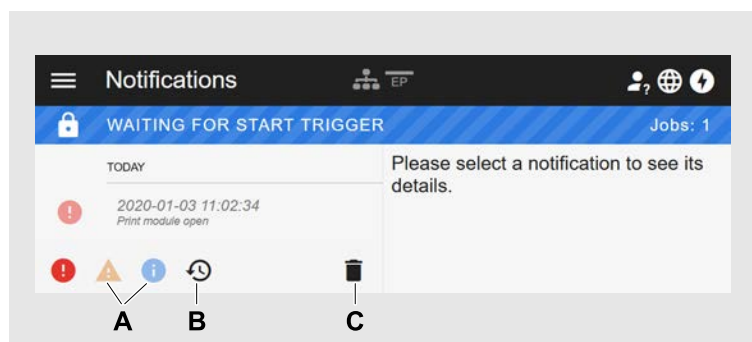 Notifications
EP
?
WAITING FOR START TRIGGER
Jobs: 1
TODAY
2020-01-03 11:02:34
Print module open
Please select a notification to see its
details.
A
B
C